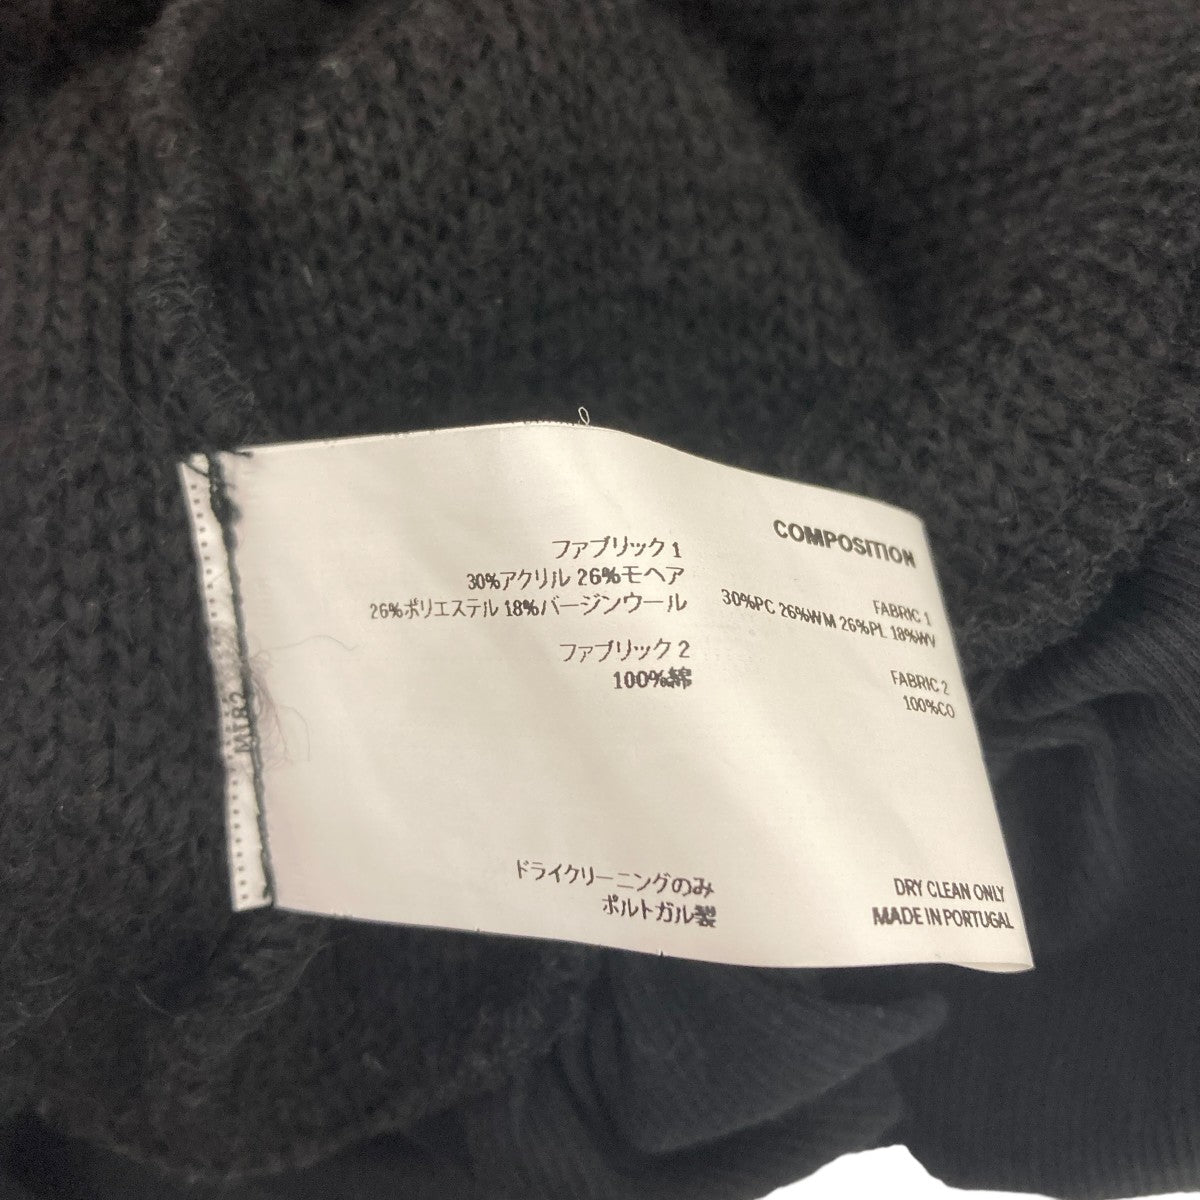 COMPOSITION
FABRIC 1
30%PC 26%WM 26%PL 18%WV
FABRIC 2
100%CO
DRY CLEAN ONLY
MADE IN PORTUGAL
ファブリック 1
30%アクリル 26%モヘア
26%ポリエステル 18%バージンウール
ファブリック 2
100%綿
ドライクリーニングのみ
ポルトガル製